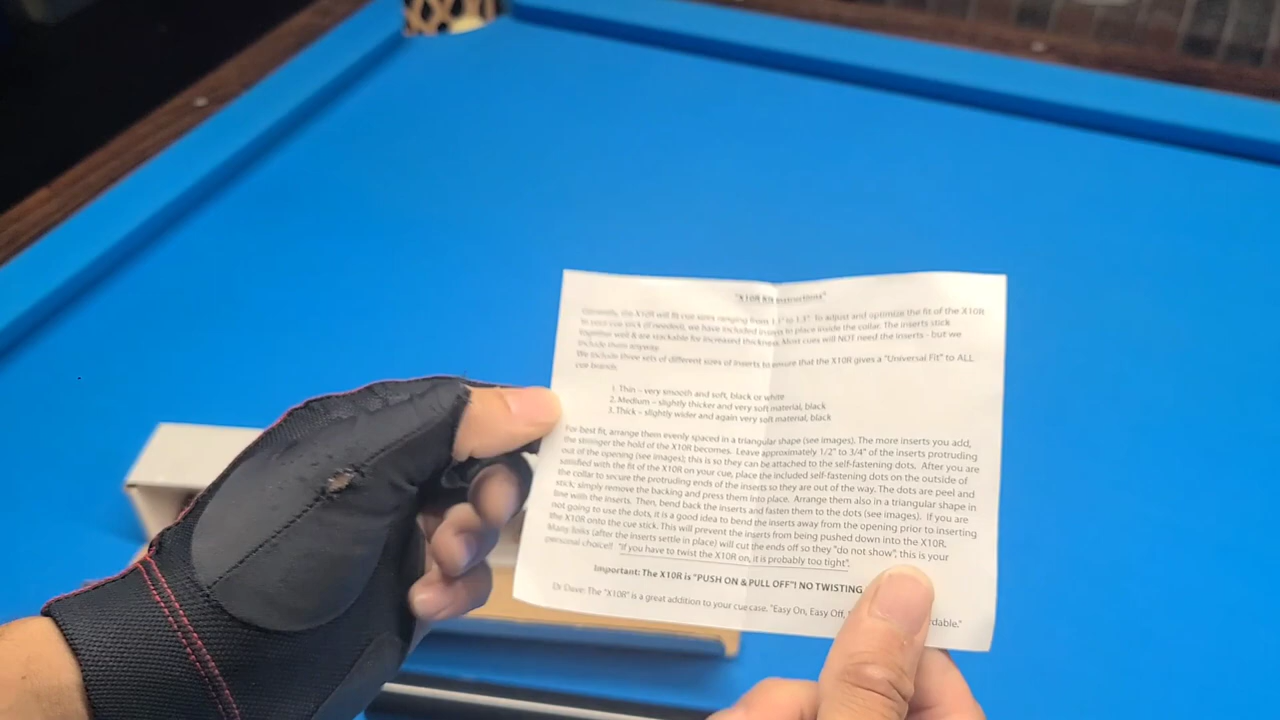 "X10R Kit Instructions"
Generally, the X10R will fit cue sizes ranging from 1.1" to 1.3". To adjust and optimize the fit of the X10R
to your cue stick (if needed), we have included inserts to place inside the collar. The inserts stick
together well & are stackable for increased thickness. Most cues will NOT need the inserts - but we
include them anyway.
We include three sets of different sizes of inserts to ensure that the X10R gives a "Universal Fit" to ALL
cue brands.
1. Thin – very smooth and soft, black or white
2. Medium – slightly thicker and very soft material, black
3. Thick – slightly wider and again very soft material, black
For best fit, arrange them evenly spaced in a triangular shape (see images). The more inserts you add,
the stronger the hold of the X10R becomes. Leave approximately 1/2" to 3/4" of the inserts protruding
out of the opening (see images); this is so they can be attached to the self-fastening dots. After you are
satisfied with the fit of the X10R on your cue, place the included self-fastening dots on the outside of
the collar to secure the protruding ends of the inserts so they are out of the way. The dots are peel and
stick; simply remove the backing and press them into place. Arrange them also in a triangular shape in
line with the inserts. Then, bend back the inserts and fasten them to the dots (see images). If you are
not going to use the dots, it is a good idea to bend the inserts away from the opening prior to inserting
the X10R onto the cue stick. This will prevent the inserts from being pushed down into the X10R.
Many folks (after the inserts settle in place) will cut the ends off so they "do not show"; this is your
personal choice!! "if you have to twist the X10R on, it is probably too tight".
Important: The X10R is "PUSH ON & PULL OFF"! NO TWISTING
Dr Dave: The "X10R" is a great addition to your cue case. "Easy On, Easy Off, rdable."